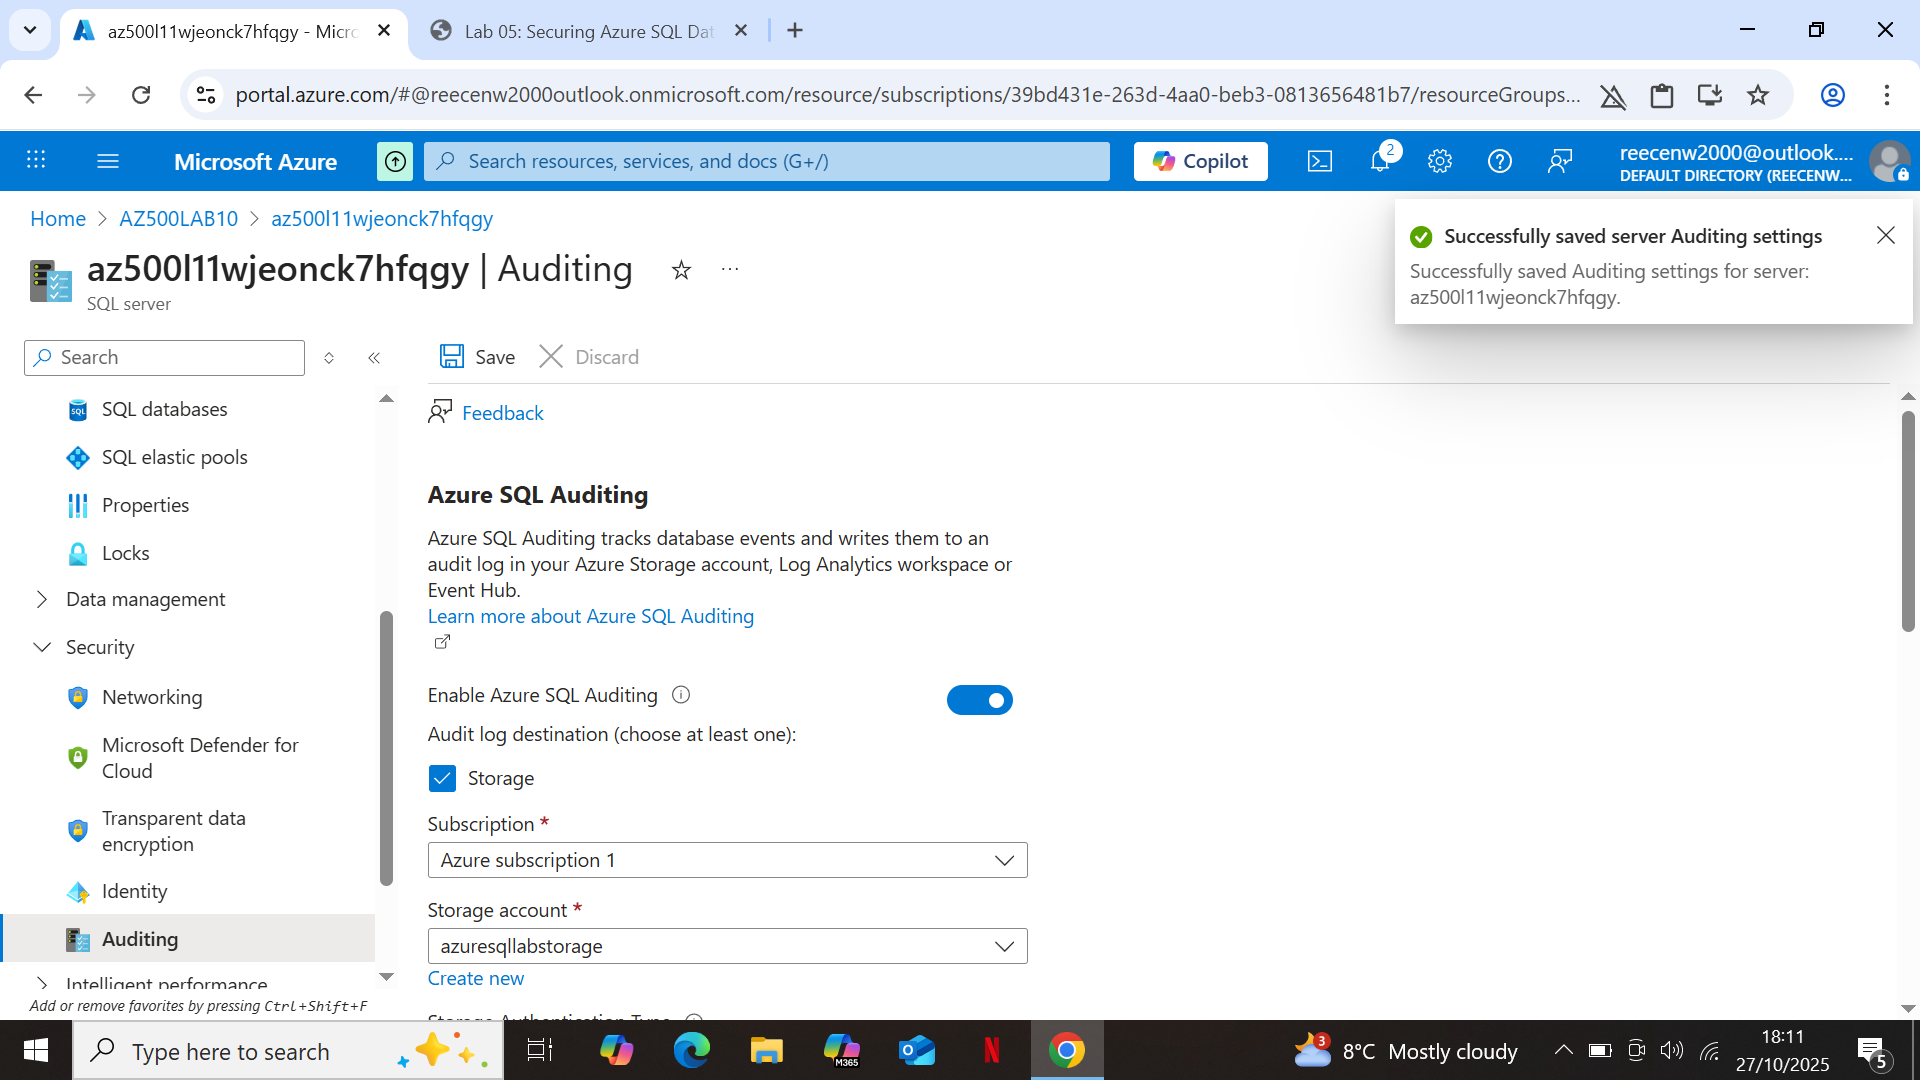 az500l11wjeonck7hfqgy - Micro
Lab 05: Securing Azure SQL Dat
portal.azure.com/#@reecenw2000outlook.onmicrosoft.com/resource/subscriptions/39bd431e-263d-4aa0-beb3-0813656481b7/resourceGroups...
Microsoft Azure
Search resources, services, and docs (G+/)
Copilot
2
reecenw2000@outlook....
DEFAULT DIRECTORY (REECENW...
Home > AZ500LAB10 > az500l11wjeonck7hfqgy
az500l11wjeonck7hfqgy | Auditing
SQL server
Successfully saved server Auditing settings
Successfully saved Auditing settings for server:
az500l11wjeonck7hfqgy.
Search
Save
Discard
SQL databases
SQL elastic pools
Properties
Locks
Data management
Security
Networking
Microsoft Defender for
Cloud
Transparent data
encryption
Identity
Auditing
Intelligent performance
Add or remove favorites by pressing Ctrl+Shift+F
Feedback
Azure SQL Auditing
Azure SQL Auditing tracks database events and writes them to an
audit log in your Azure Storage account, Log Analytics workspace or
Event Hub.
Learn more about Azure SQL Auditing
Enable Azure SQL Auditing
Audit log destination (choose at least one):
Storage
Subscription *
Azure subscription 1
Storage account *
azuresqllabstorage
Create new
Storage Authentication Type
Type here to search
M365
3
8°C Mostly cloudy
18:11
27/10/2025
5